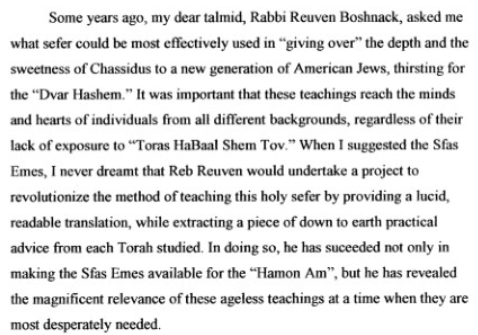 Some years ago, my dear talmid, Rabbi Reuven Boshnack, asked me
what sefer could be most effectively used in “giving over” the depth and the
sweetness of Chassidus to a new generation of American Jews, thirsting for
the “Dvar Hashem.” It was important that these teachings reach the minds
and hearts of individuals from all different backgrounds, regardless of their
lack of exposure to “Toras HaBaal Shem Tov.” When I suggested the Sfas
Emes, I never dreamt that Reb Reuven would undertake a project to
revolutionize the method of teaching this holy sefer by providing a lucid,
readable translation, while extracting a piece of down to earth practical
advice from each Torah studied. In doing so, he has suceeded not only in
making the Sfas Emes available for the “Hamon Am”, but he has revealed
the magnificent relevance of these ageless teachings at a time when they are
most desperately needed.